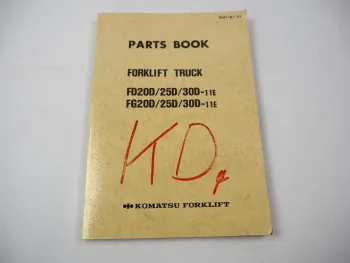 PARTS BOOK
FORKLIFT TRUCK
FD20D/25D/30D-11E
FG20D/25D/30D-11E
KD
KOMATSU FORKLIFT